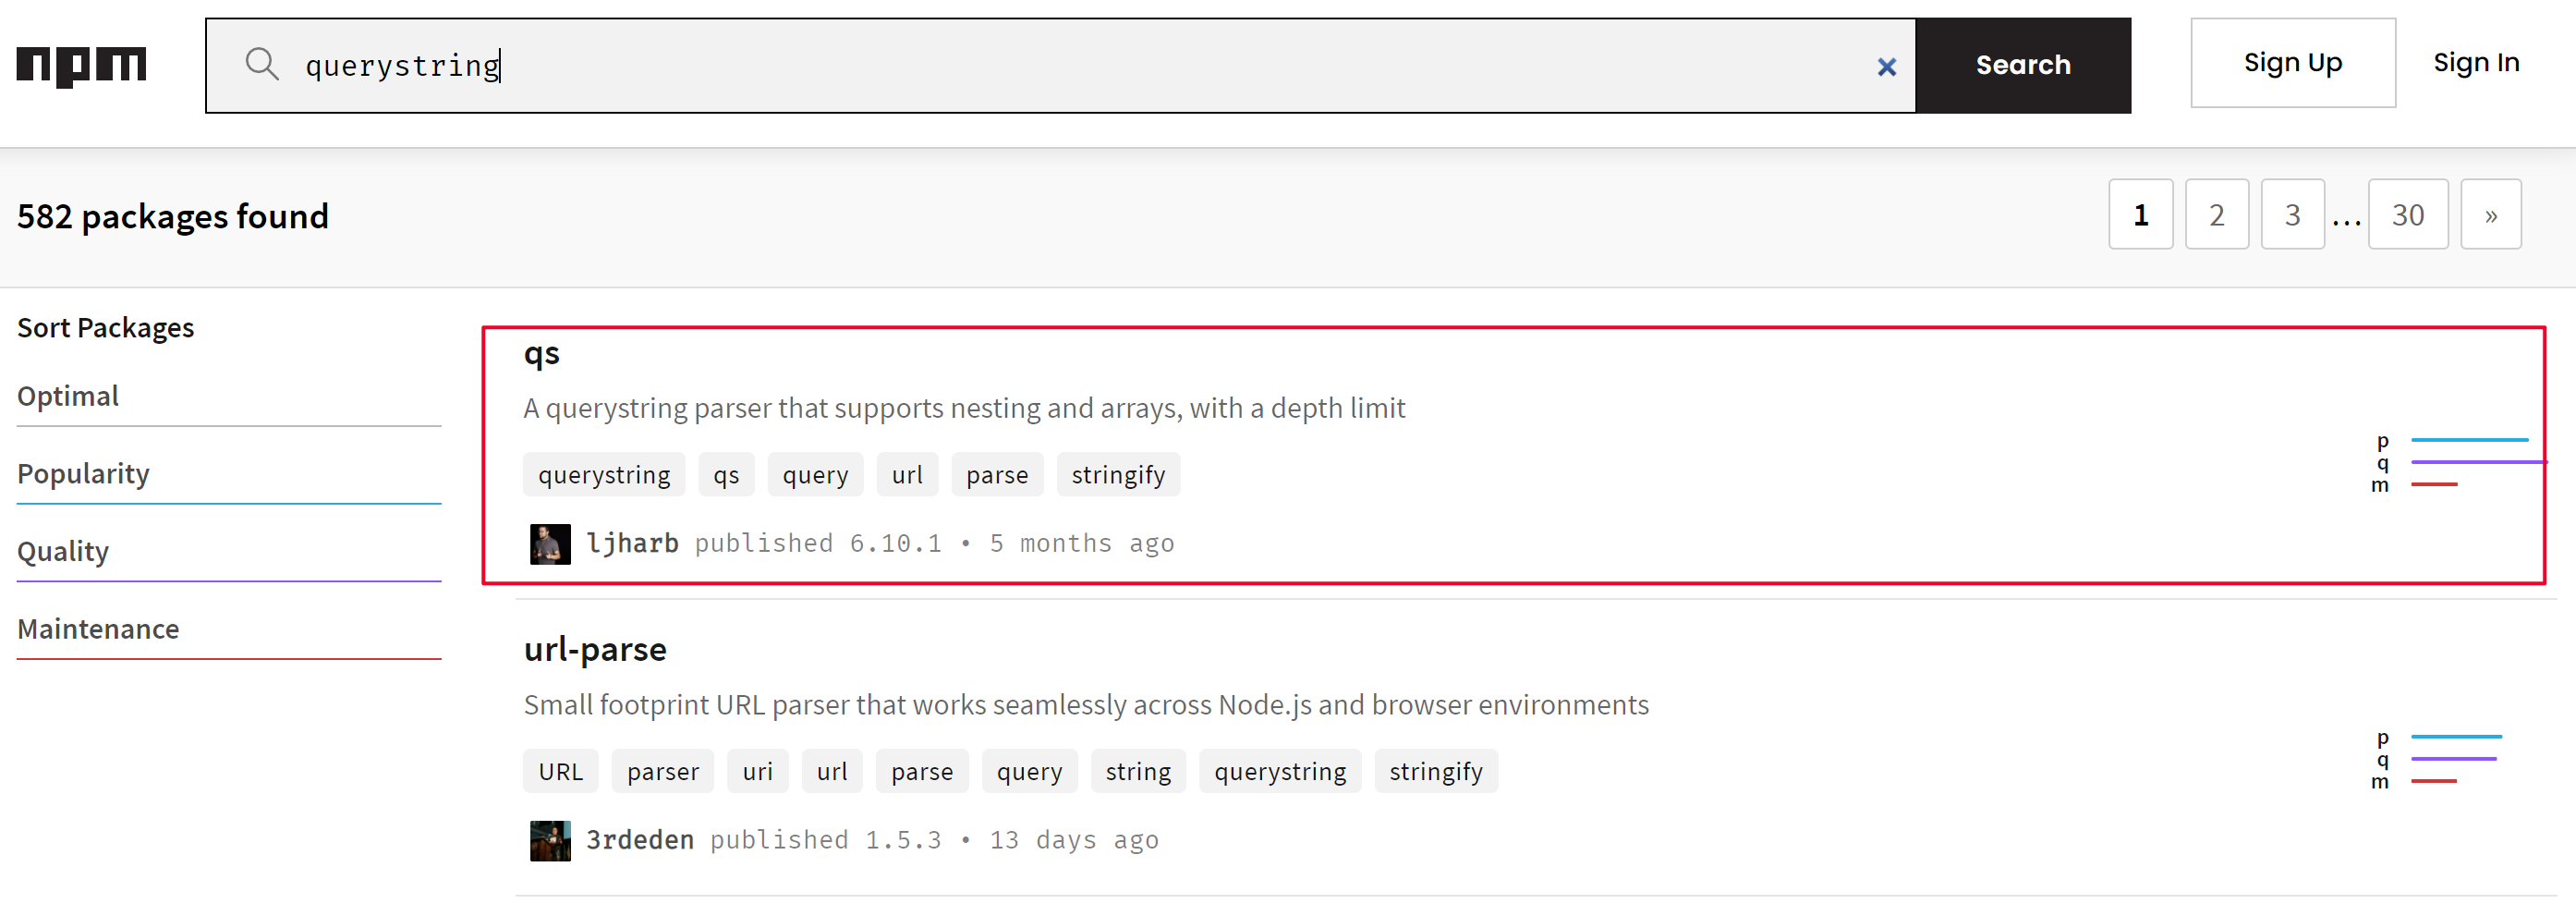 npm
querystring
×
Search
Sign Up
Sign In
582 packages found
1
2
3
...
30
»
Sort Packages
Optimal
Popularity
Quality
Maintenance
qs
A querystring parser that supports nesting and arrays, with a depth limit
querystring qs query url parse stringify
ljharb published 6.10.1 • 5 months ago
p
q
m
url-parse
Small footprint URL parser that works seamlessly across Node.js and browser environments
URL parser uri url parse query string querystring stringify
3rdeden published 1.5.3 • 13 days ago
p
q
m